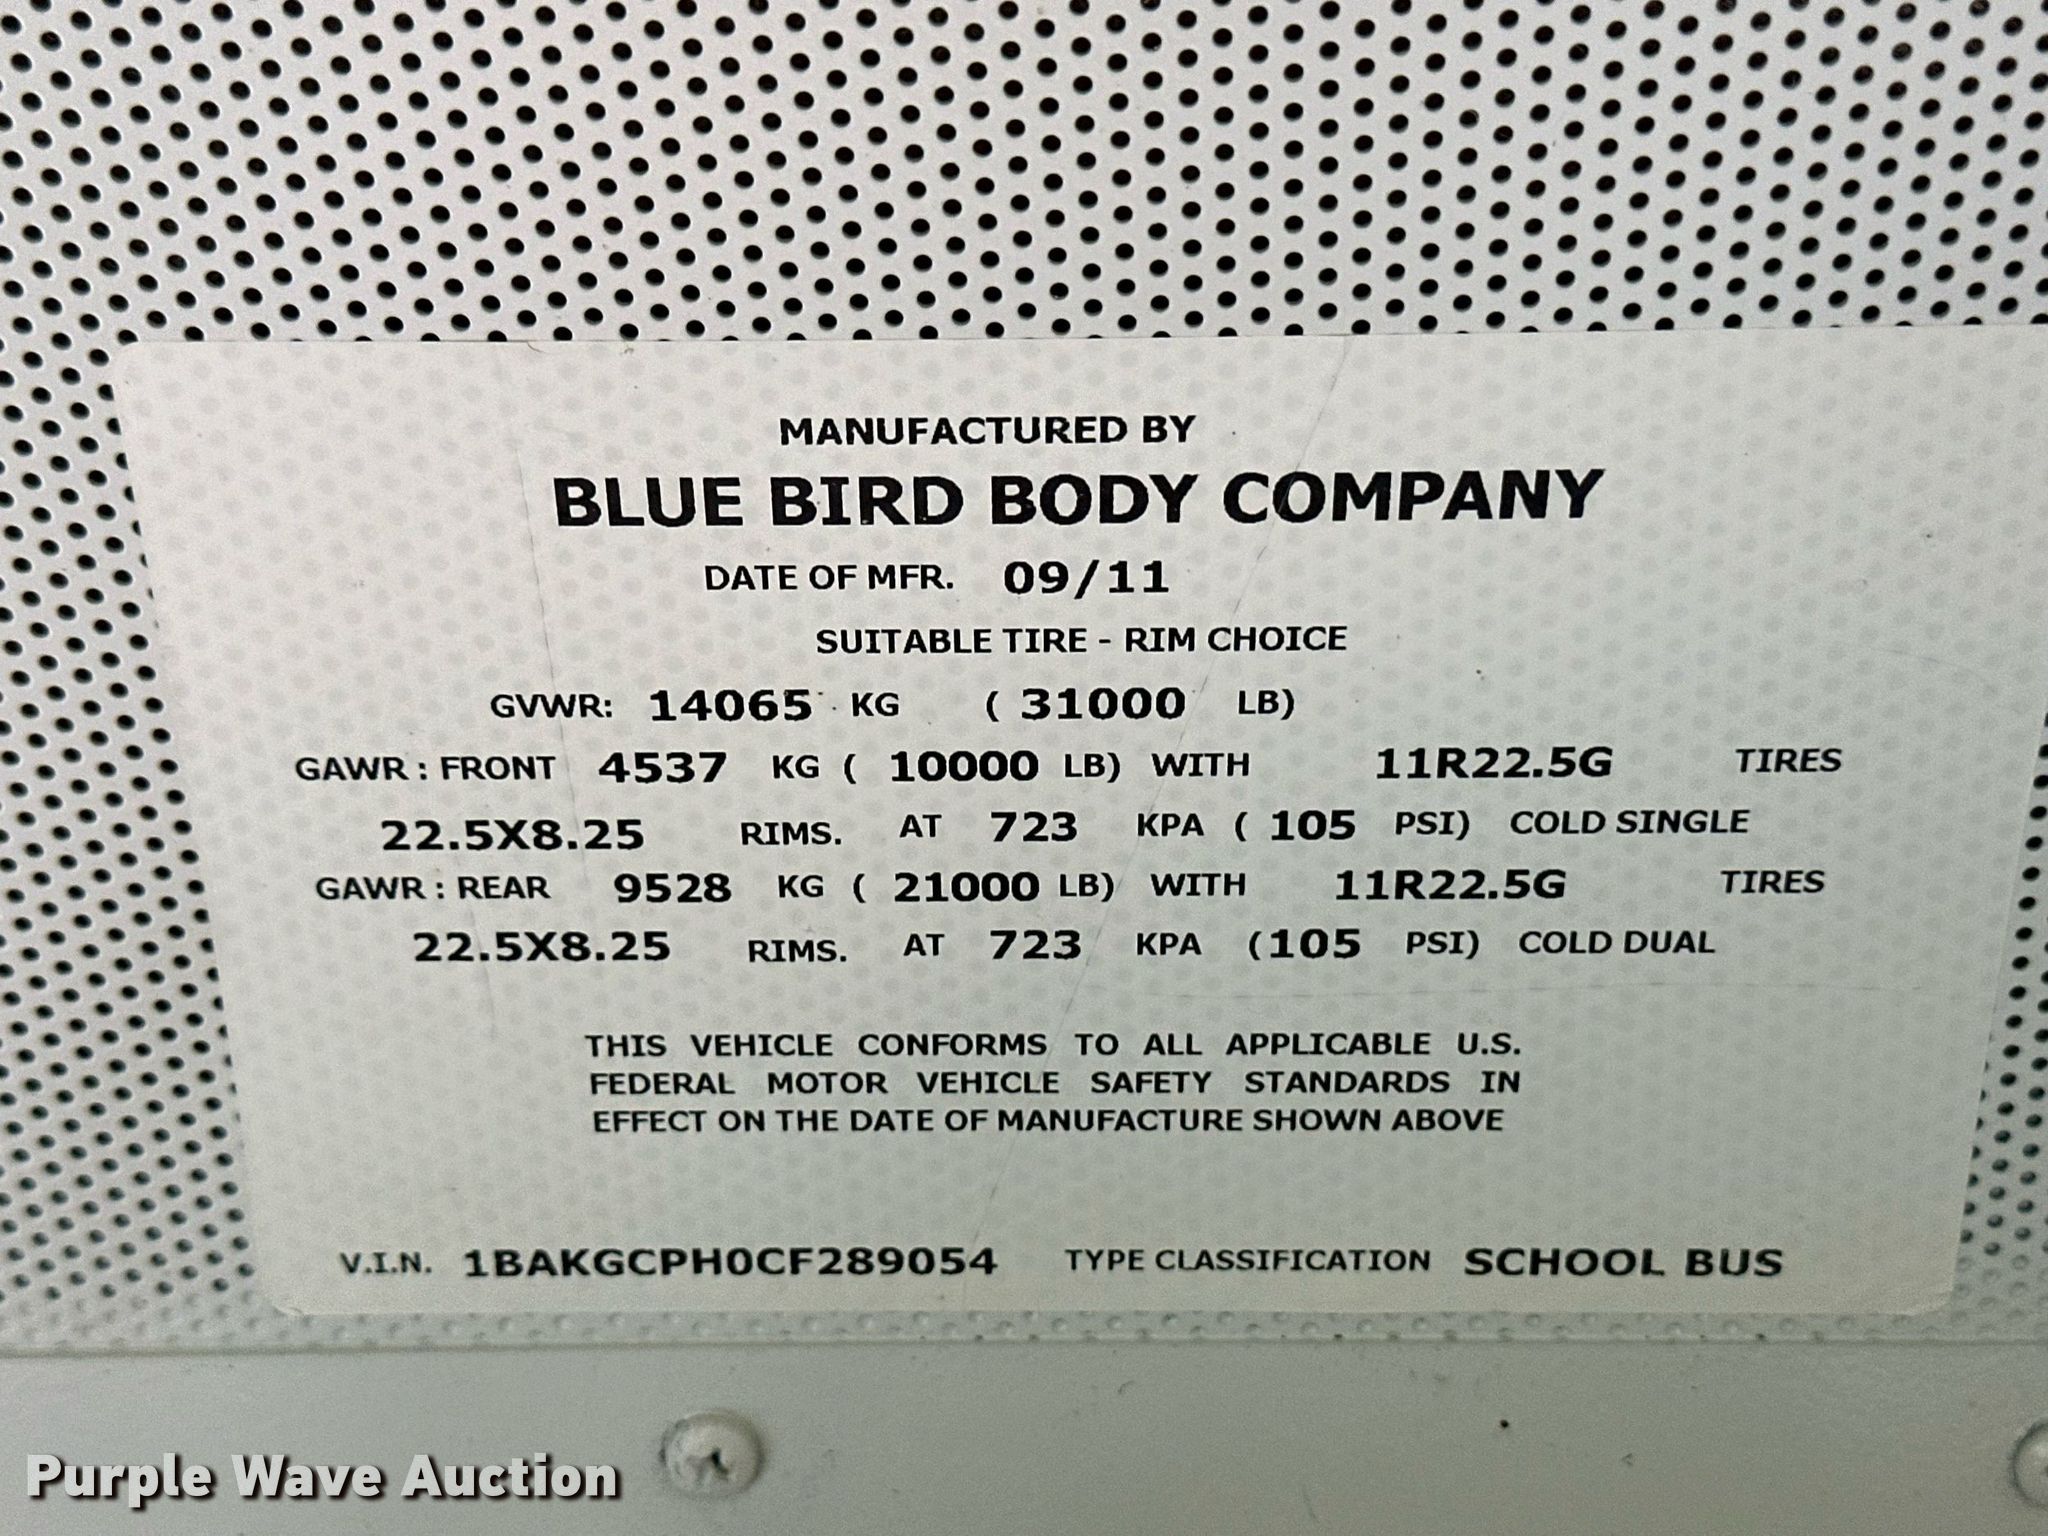 MANUFACTURED BY
BLUE BIRD BODY COMPANY
DATE OF MFR. 09/11
SUITABLE TIRE - RIM CHOICE
GVWR: 14065 KG ( 31000 LB)
GAWR : FRONT 4537 KG ( 10000 LB) WITH 11R22.5G TIRES
22.5X8.25 RIMS. AT 723 KPA ( 105 PSI) COLD SINGLE
GAWR : REAR 9528 KG ( 21000 LB) WITH 11R22.5G TIRES
22.5X8.25 RIMS. AT 723 KPA (105 PSI) COLD DUAL
THIS VEHICLE CONFORMS TO ALL APPLICABLE U.S.
FEDERAL MOTOR VEHICLE SAFETY STANDARDS IN
EFFECT ON THE DATE OF MANUFACTURE SHOWN ABOVE
V.I.N. 1BAKGCPH0CF289054 TYPE CLASSIFICATION SCHOOL BUS
Purple Wave Auction